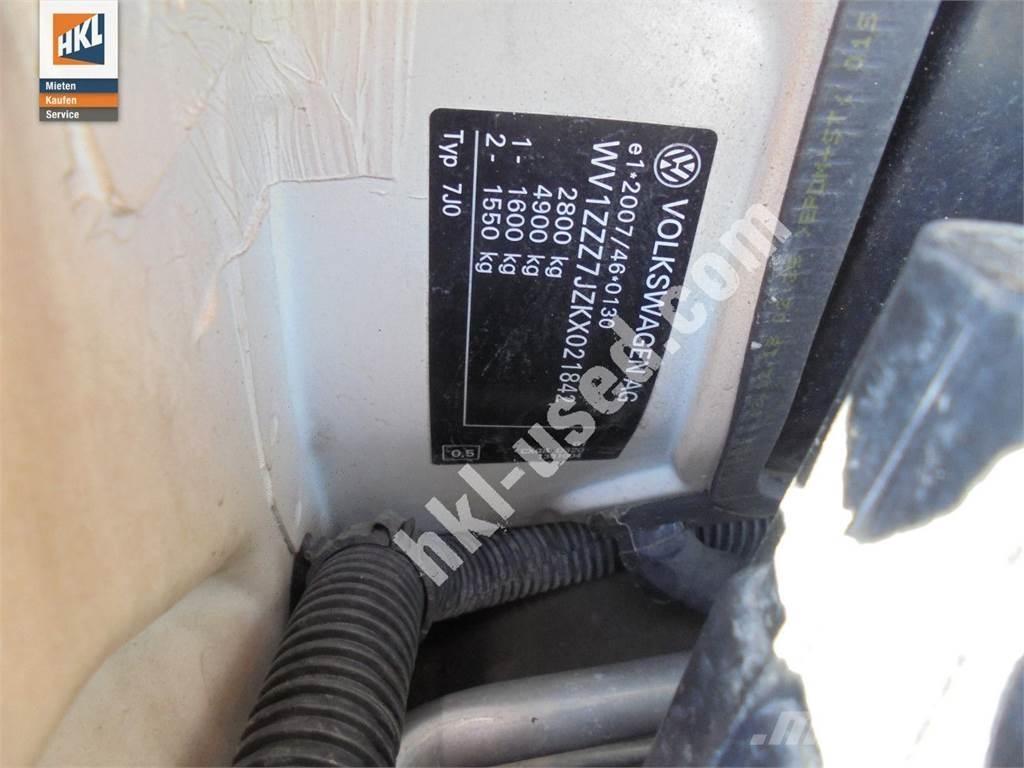 HKL
Mieten
Kaufen
Service
VOLKSWAGEN AG
e1*2007/46*0130
WV1ZZZ7JZKX021842
2800 kg
4900 kg
1 - 1600 kg
2 - 1550 kg
Typ 7J0
0.5
hkl-used.com